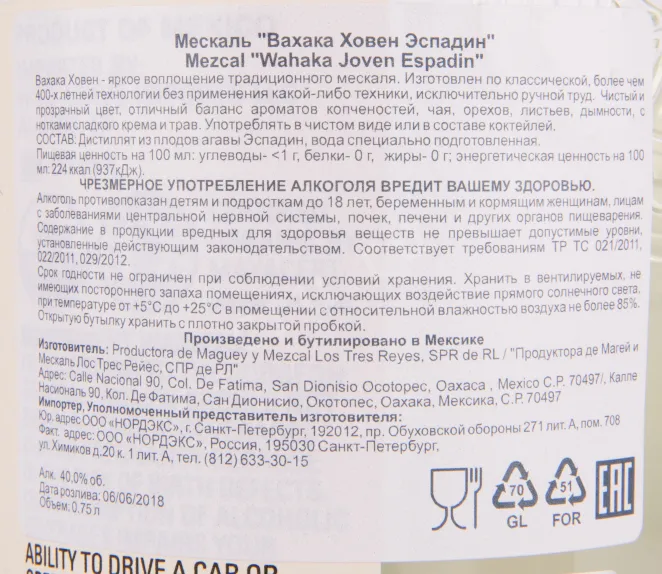 Мескаль "Вахака Ховен Эспадин"
Mezcal "Wahaka Joven Espadin"
Вахака Ховен - яркое воплощение традиционного мескаля. Изготовлен по классической, более чем
400-х летней технологии без применения какой-либо техники, исключительно ручной труд. Чистый и
прозрачный цвет, отличный баланс ароматов копченостей, чая, орехов, листьев, дымности, с
нотками сладкого крема и трав. Употреблять в чистом виде или в составе коктейлей.
СОСТАВ: Дистиллят из плодов агавы Эспадин, вода специально подготовленная.
Пищевая ценность на 100 мл: углеводы- <1 г, белки- 0 г, жиры- 0 г; энергетическая ценность на 100
мл: 224 ккал (937кДж).
ЧРЕЗМЕРНОЕ УПОТРЕБЛЕНИЕ АЛКОГОЛЯ ВРЕДИТ ВАШЕМУ ЗДОРОВЬЮ.
Алкоголь противопоказан детям и подросткам до 18 лет, беременным и кормящим женщинам, лицам
с заболеваниями центральной нервной системы, почек, печени и других органов пищеварения.
Содержание в продукции вредных для здоровья веществ не превышает допустимые уровни,
установленные действующим законодательством. Соответствует требованиям ТР ТС 021/2011,
022/2011, 029/2012.
Срок годности не ограничен при соблюдении условий хранения. Хранить в вентилируемых, не
имеющих постороннего запаха помещениях, исключающих воздействие прямого солнечного света,
при температуре от +5°С до +25°С в помещении с относительной влажностью воздуха не более 85%.
Открытую бутылку хранить с плотно закрытой пробкой.
Произведено и бутилировано в Мексике
Изготовитель: Productora de Maguey y Mezcal Los Tres Reyes, SPR de RL / "Продуктора де Магей и
Мескаль Лос Трес Рейес, СПР де РЛ"
Адрес: Calle Nacional 90, Col. De Fatima, San Dionisio Ocotopec, Oaxaca , Mexico C.P. 70497/, Калле
Насиональ 90, Кол. Де Фатима, Сан Дионисио, Окотопес, Оахака, Мексика, С.Р. 70497
Импортер, Уполномоченный представитель изготовителя:
Юр. адрес ООО «НОРДЭКС», г. Санкт-Петербург, 192012, пр. Обуховской обороны 271 лит. А, пом. 708
Факт. адрес: ООО «НОРДЭКС», Россия, 195030 Санкт-Петербург,
ул. Химиков д.20 к. 1 лит. А, тел. (812) 633-30-15
Алк. 40,0% об.
Дата розлива: 06/06/2018
Объем: 0.75 л
70
GL
51
FOR
EAC
ABILITY TO DRIVE A CAR OR